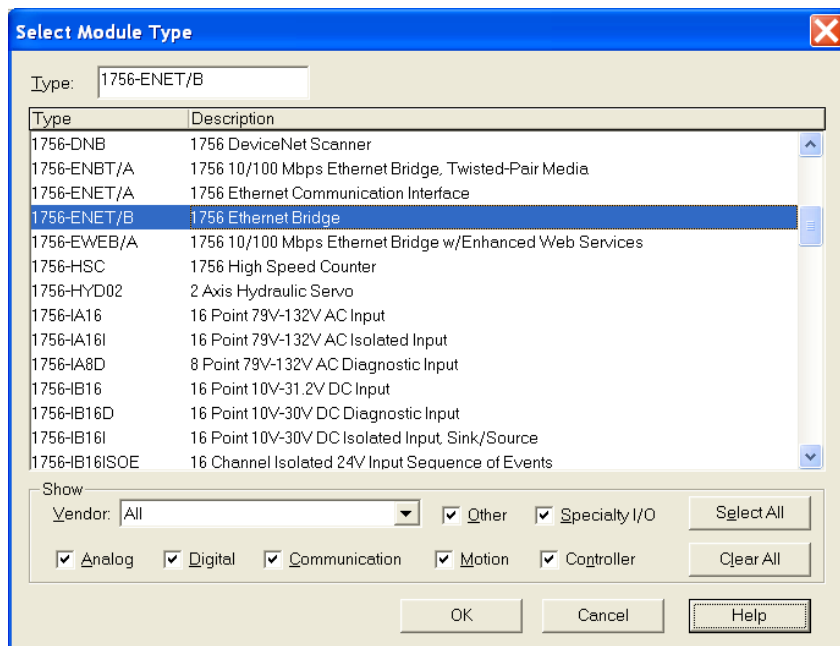 Select Module Type
Type: 1756-ENET/B
Type Description
1756-DNB 1756 DeviceNet Scanner
1756-ENBT/A 1756 10/100 Mbps Ethernet Bridge, Twisted-Pair Media
1756-ENET/A 1756 Ethernet Communication Interface
1756-ENET/B 1756 Ethernet Bridge
1756-EWEB/A 1756 10/100 Mbps Ethernet Bridge w/Enhanced Web Services
1756-HSC 1756 High Speed Counter
1756-HYD02 2 Axis Hydraulic Servo
1756-IA16 16 Point 79V-132V AC Input
1756-IA16I 16 Point 79V-132V AC Isolated Input
1756-IA8D 8 Point 79V-132V AC Diagnostic Input
1756-IB16 16 Point 10V-31.2V DC Input
1756-IB16D 16 Point 10V-30V DC Diagnostic Input
1756-IB16I 16 Point 10V-30V DC Isolated Input, Sink/Source
1756-IB16ISOE 16 Channel Isolated 24V Input Sequence of Events
Show
Vendor: All Other Specialty I/O Select All
Analog Digital Communication Motion Controller Clear All
OK Cancel Help